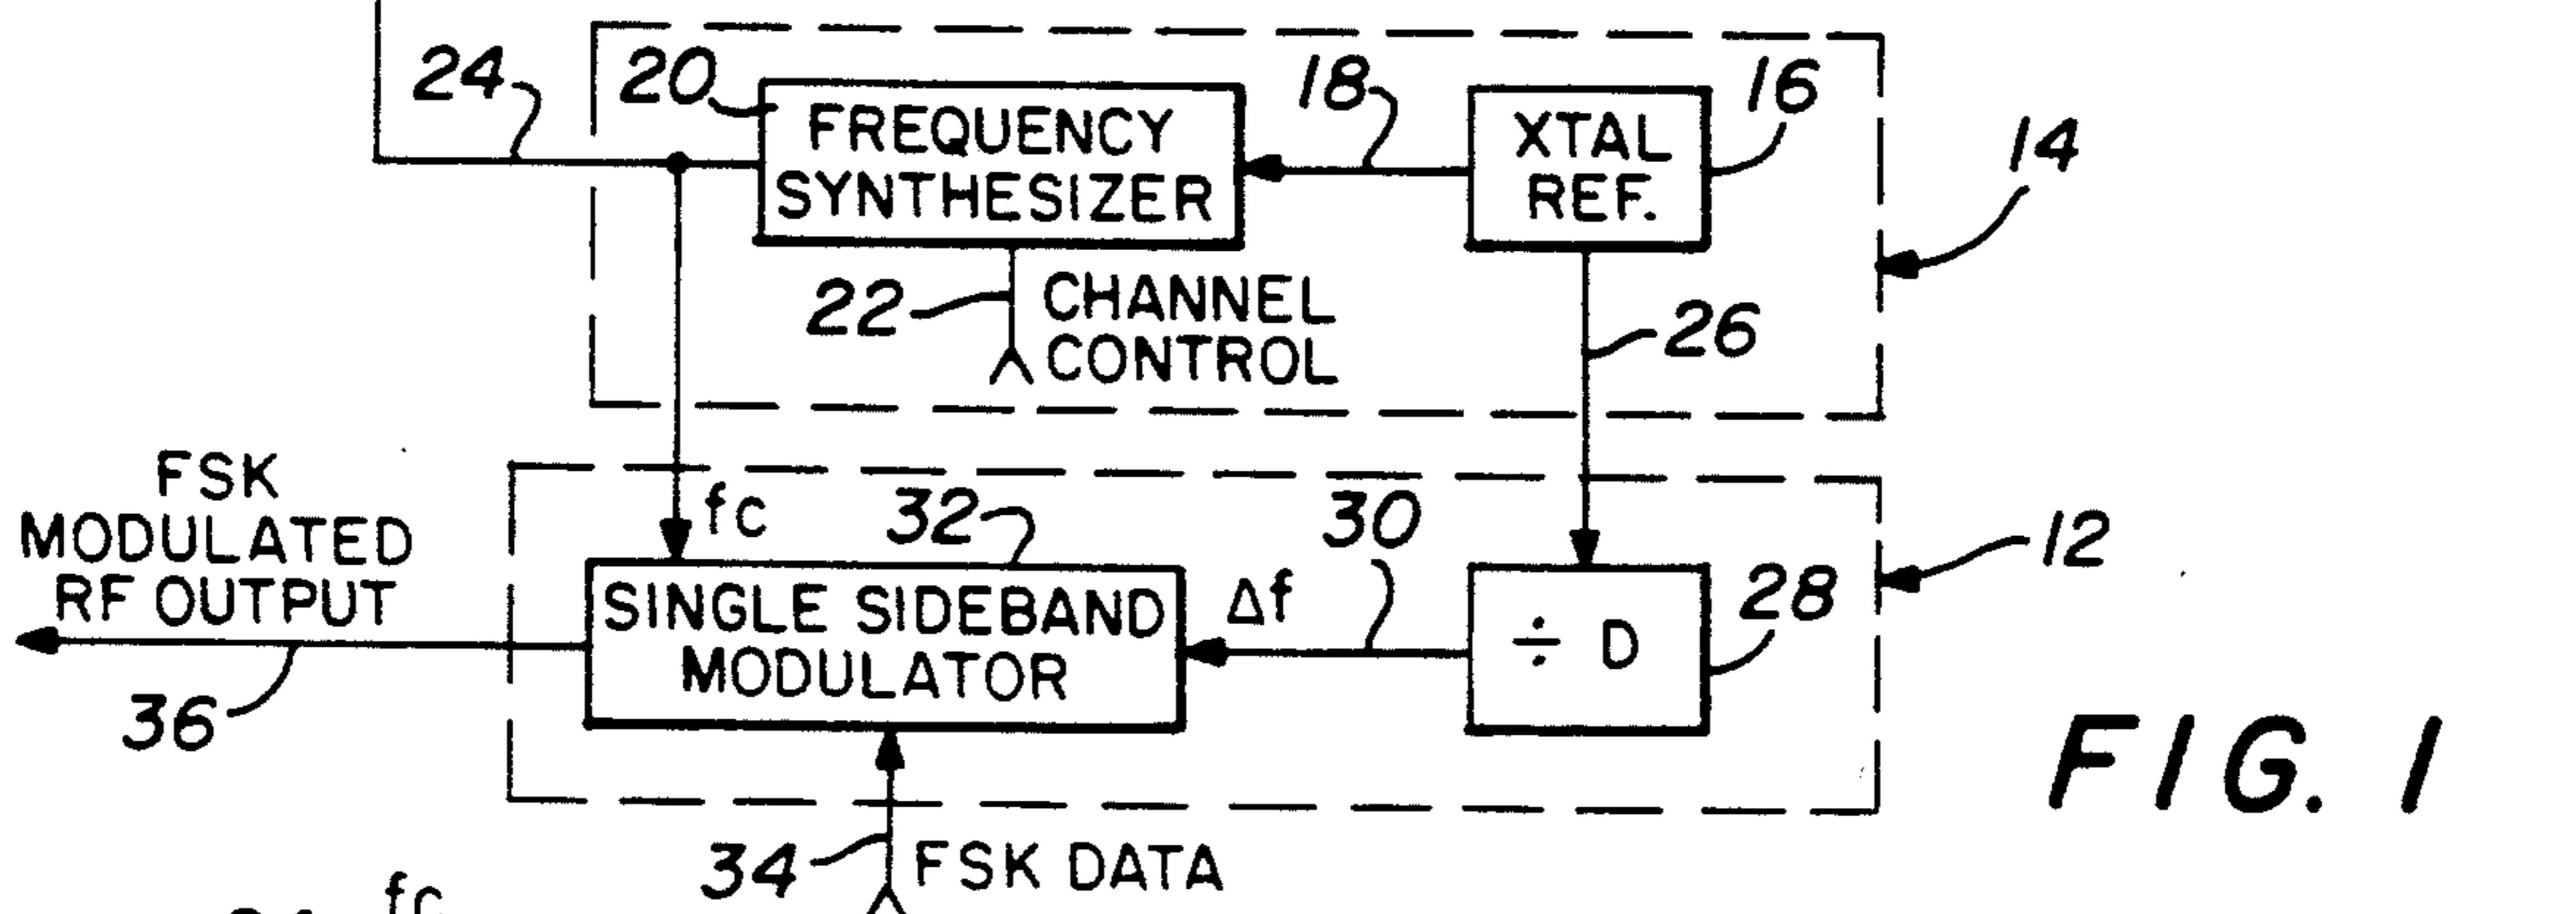 24
20
FREQUENCY
SYNTHESIZER
18
XTAL
REF.
16
14
22
CHANNEL
CONTROL
26
FSK
MODULATED
RF OUTPUT
fc
32
SINGLE SIDEBAND
MODULATOR
Δf
30
÷ D
28
12
36
34
FSK DATA
FIG. 1
fc